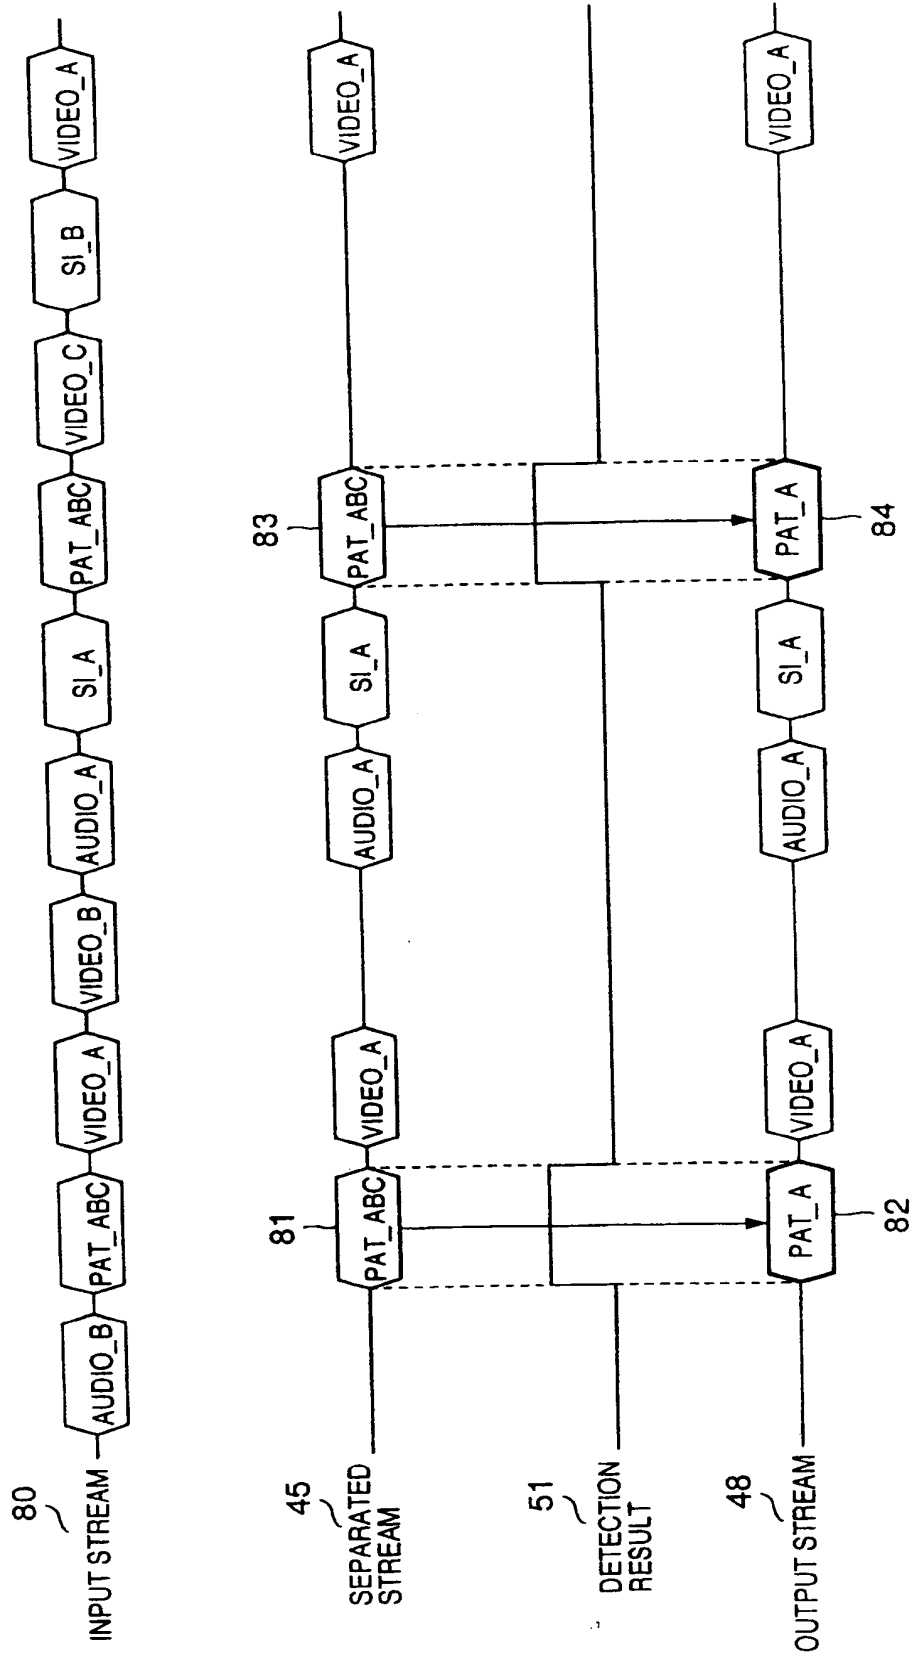 80
INPUT STREAM
AUDIO_B
PAT_ABC
VIDEO_A
VIDEO_B
AUDIO_A
SI_A
PAT_ABC
VIDEO_C
SI_B
VIDEO_A
45
SEPARATED
STREAM
81
PAT_ABC
VIDEO_A
AUDIO_A
SI_A
83
PAT_ABC
VIDEO_A
51
DETECTION
RESULT
48
OUTPUT STREAM
PAT_A
82
VIDEO_A
AUDIO_A
SI_A
PAT_A
84
VIDEO_A